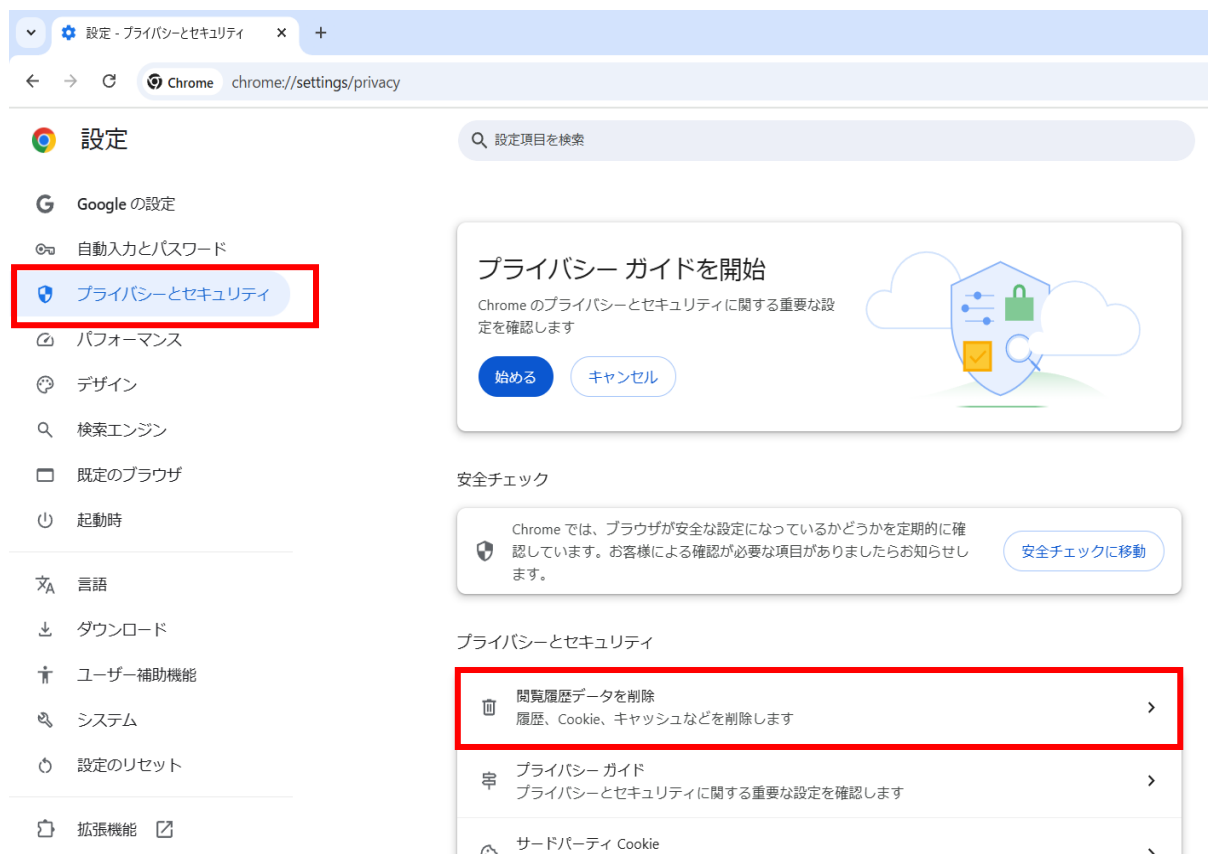 設定 - プライバシーとセキュリティ
Chrome
chrome://settings/privacy
設定
設定項目を検索
Google の設定
自動入力とパスワード
プライバシーとセキュリティ
パフォーマンス
デザイン
検索エンジン
既定のブラウザ
起動時
言語
ダウンロード
ユーザー補助機能
システム
設定のリセット
拡張機能
プライバシー ガイドを開始
Chrome のプライバシーとセキュリティに関する重要な設
定を確認します
始める
キャンセル
安全チェック
Chrome では、ブラウザが安全な設定になっているかどうかを定期的に確
認しています。お客様による確認が必要な項目がありましたらお知らせし
ます。
安全チェックに移動
プライバシーとセキュリティ
閲覧履歴データを削除
履歴、Cookie、キャッシュなどを削除します
プライバシー ガイド
プライバシーとセキュリティに関する重要な設定を確認します
サードパーティ Cookie